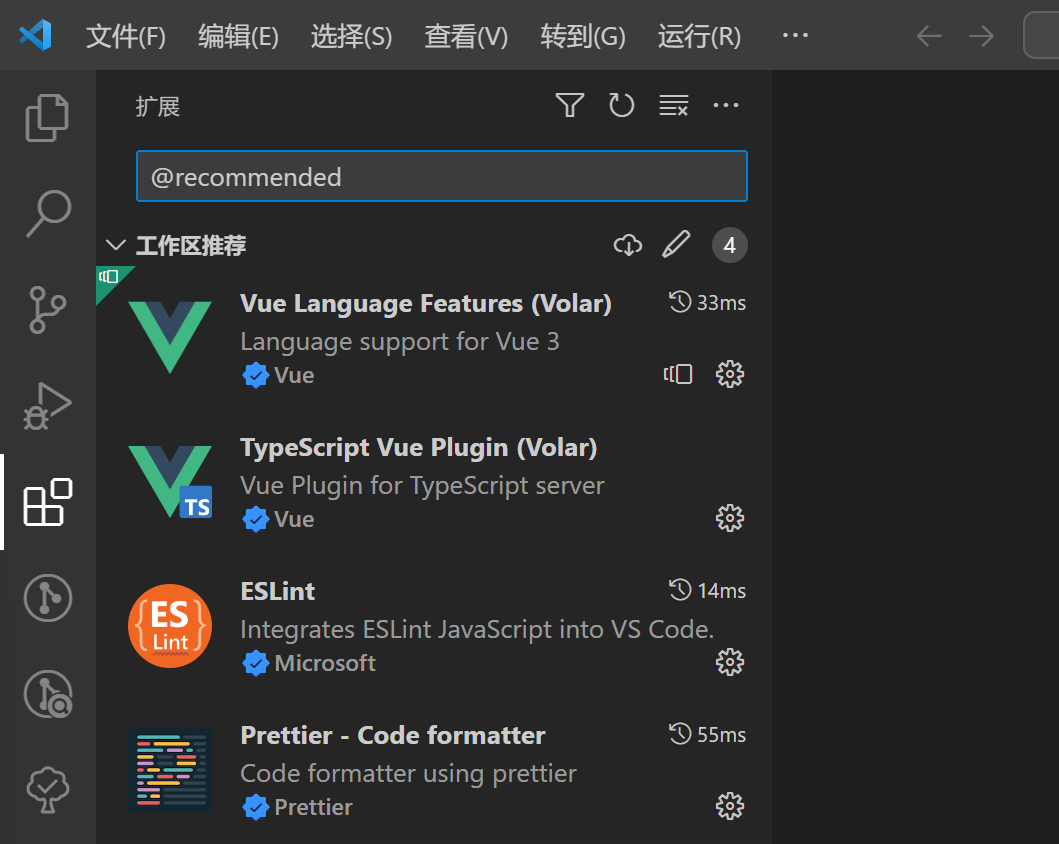 文件(F) 编辑(E) 选择(S) 查看(V) 转到(G) 运行(R) ···
扩展
@recommended
工作区推荐 4
Vue Language Features (Volar) 33ms
Language support for Vue 3
Vue
TypeScript Vue Plugin (Volar)
TS
Vue Plugin for TypeScript server
Vue
ESLint 14ms
ES
Lint
Integrates ESLint JavaScript into VS Code.
Microsoft
Prettier - Code formatter 55ms
Code formatter using prettier
Prettier